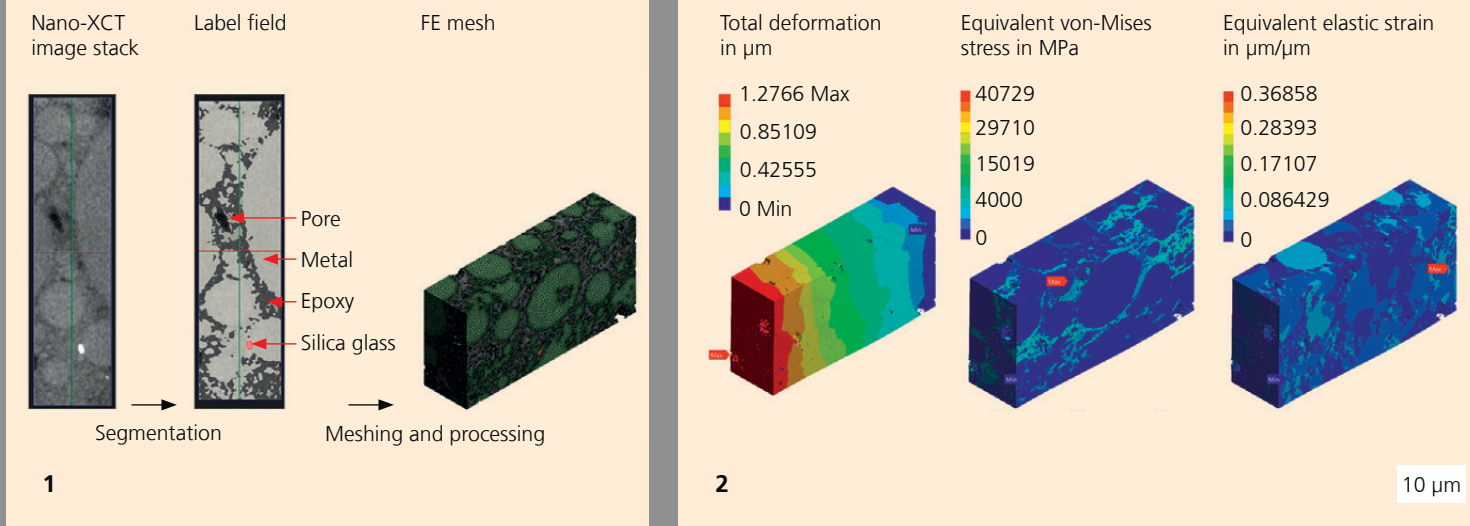 Nano-XCT
image stack
Label field
FE mesh
Pore
Metal
Epoxy
Silica glass
Segmentation
Meshing and processing
1
Total deformation
in µm
1.2766 Max
0.85109
0.42555
0 Min
Min
Max
Equivalent von-Mises
stress in MPa
40729
29710
15019
4000
0
Max
Min
Equivalent elastic strain
in µm/µm
0.36858
0.28393
0.17107
0.086429
0
Max
Min
2
10 µm